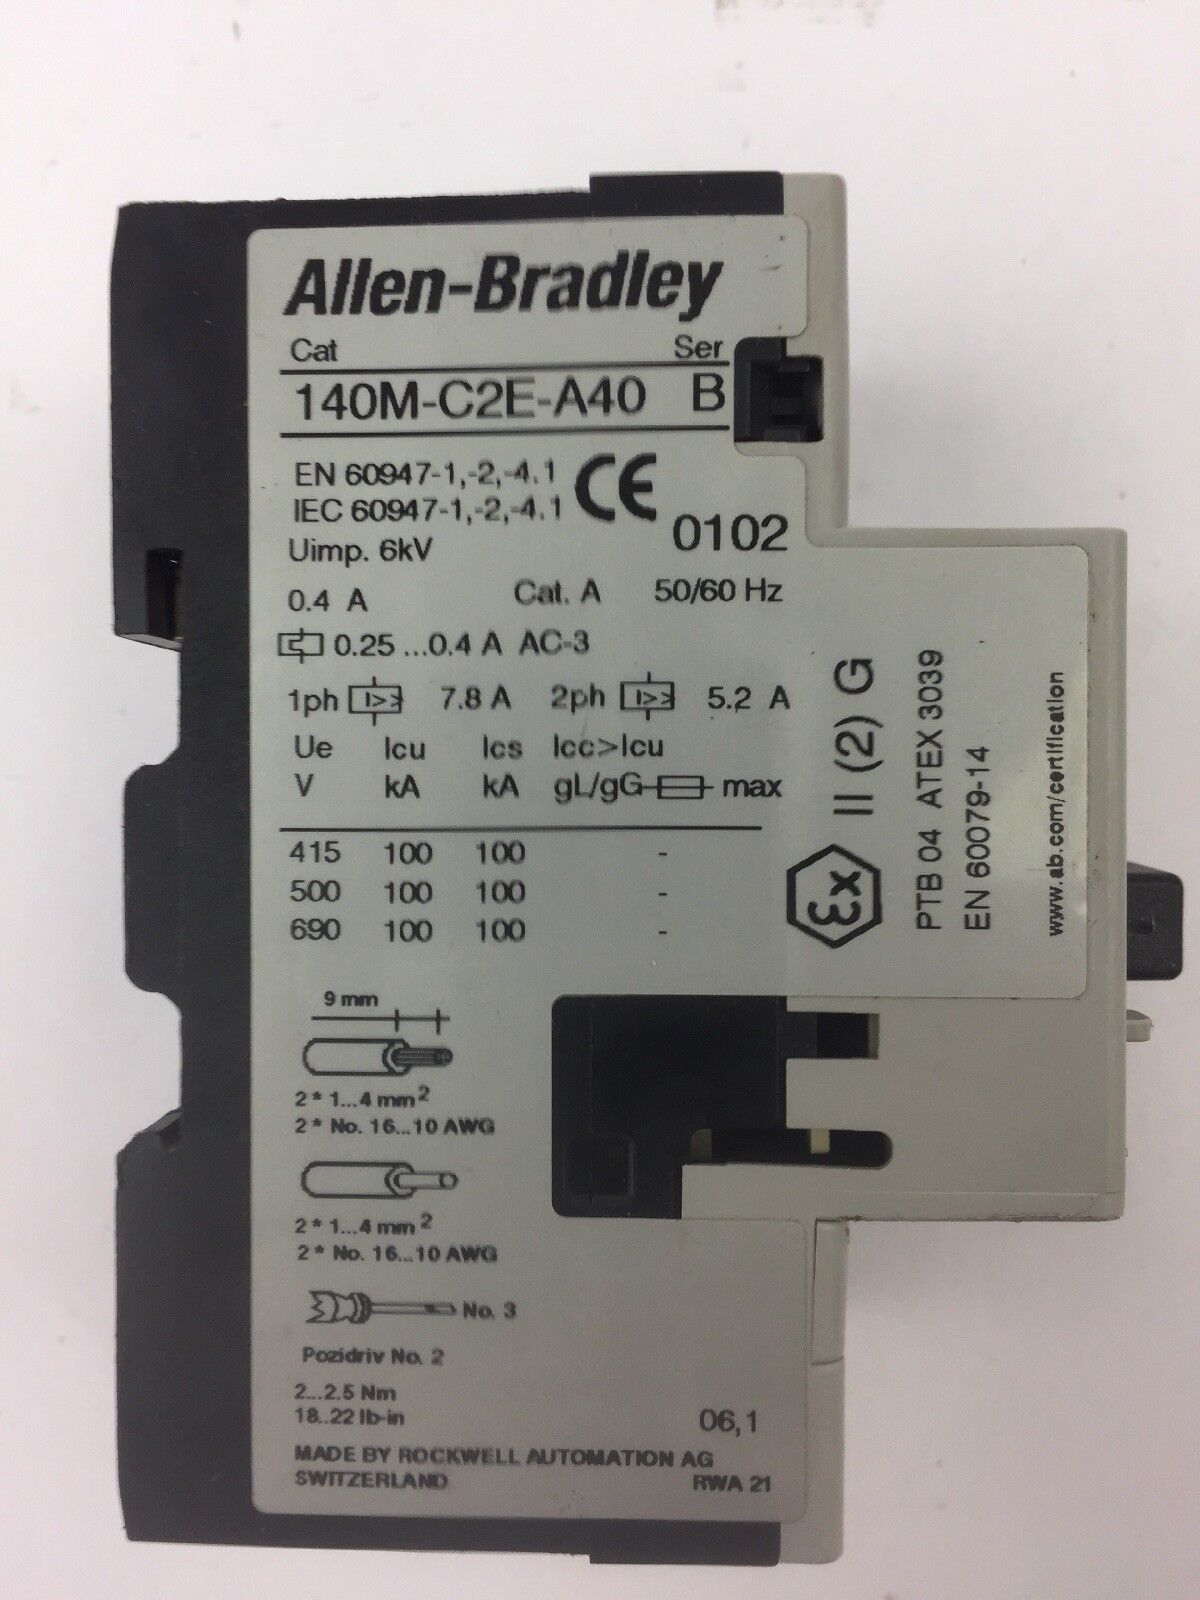 Allen-Bradley
Cat Ser
140M-C2E-A40 B
EN 60947-1,-2,-4.1
IEC 60947-1,-2,-4.1
CE 0102
Uimp. 6kV
0.4 A Cat. A 50/60 Hz
0.25 ...0.4 A AC-3
1ph I>> 7.8 A 2ph I>> 5.2 A
Ue Icu Ics Icc>Icu
V kA kA gL/gG max
415 100 100 -
500 100 100 -
690 100 100 -
εx II (2) G
PTB 04 ATEX 3039
EN 60079-14
www.ab.com/certification
9 mm
2 * 1...4 mm²
2 * No. 16...10 AWG
2 * 1...4 mm²
2 * No. 16...10 AWG
No. 3
Pozidriv No. 2
2...2.5 Nm
18..22 lb-in
06,1
MADE BY ROCKWELL AUTOMATION AG
SWITZERLAND RWA 21